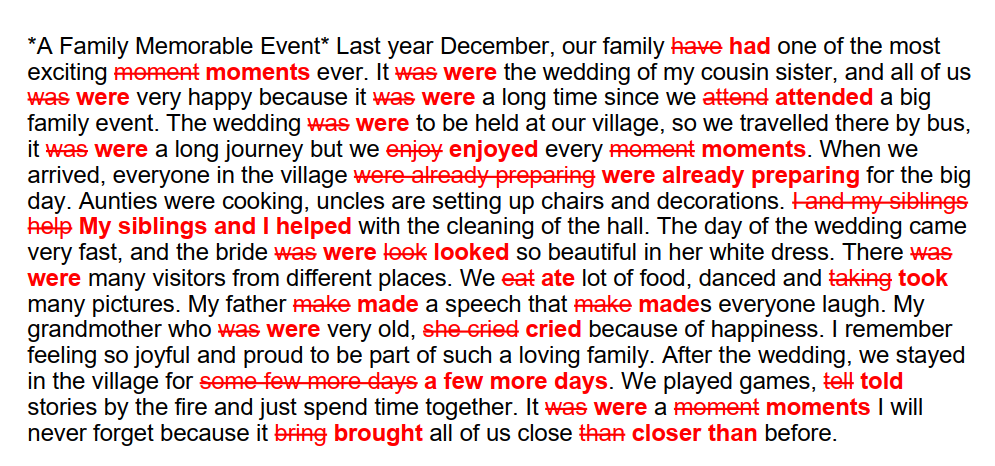 *A Family Memorable Event* Last year December, our family have had one of the most
exciting moment moments ever. It was were the wedding of my cousin sister, and all of us
was were very happy because it was were a long time since we attend attended a big
family event. The wedding was were to be held at our village, so we travelled there by bus,
it was were a long journey but we enjoy enjoyed every moment moments. When we
arrived, everyone in the village were already preparing were already preparing for the big
day. Aunties were cooking, uncles are setting up chairs and decorations. I and my siblings
help My siblings and I helped with the cleaning of the hall. The day of the wedding came
very fast, and the bride was were look looked so beautiful in her white dress. There was
were many visitors from different places. We eat ate lot of food, danced and taking took
many pictures. My father make made a speech that make mades everyone laugh. My
grandmother who was were very old, she cried cried because of happiness. I remember
feeling so joyful and proud to be part of such a loving family. After the wedding, we stayed
in the village for some few more days a few more days. We played games, tell told
stories by the fire and just spend time together. It was were a moment moments I will
never forget because it bring brought all of us close than closer than before.